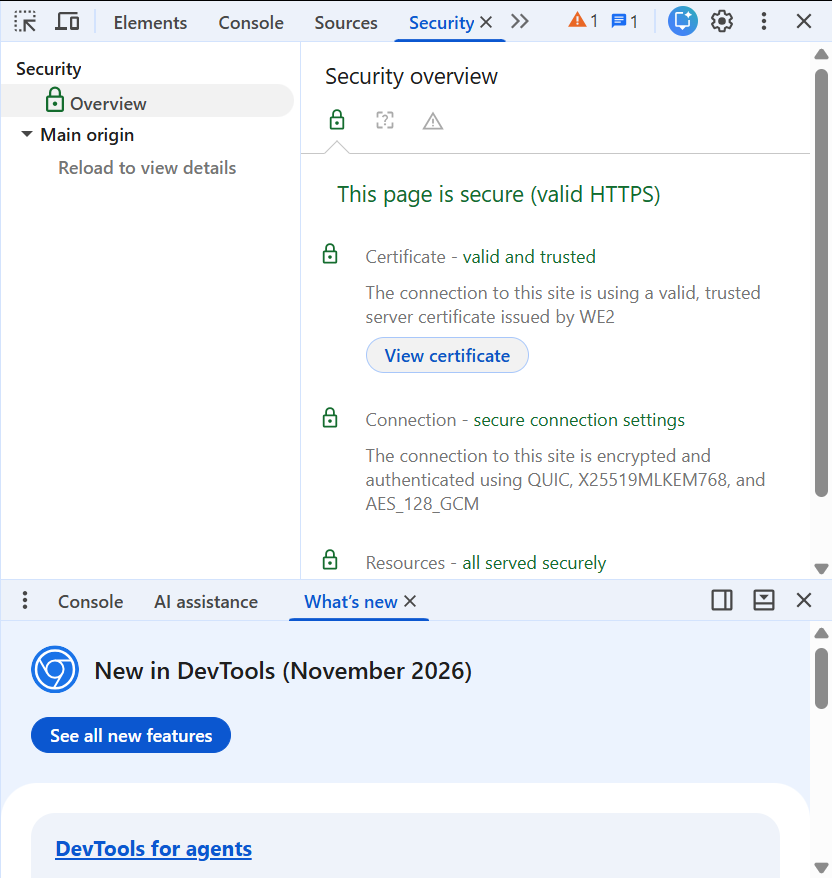 Elements Console Sources Security 1 1
Security
Overview
Main origin
Reload to view details
Security overview
This page is secure (valid HTTPS)
Certificate - valid and trusted
The connection to this site is using a valid, trusted
server certificate issued by WE2
View certificate
Connection - secure connection settings
The connection to this site is encrypted and
authenticated using QUIC, X25519MLKEM768, and
AES_128_GCM
Resources - all served securely
Console AI assistance What's new
New in DevTools (November 2026)
See all new features
DevTools for agents